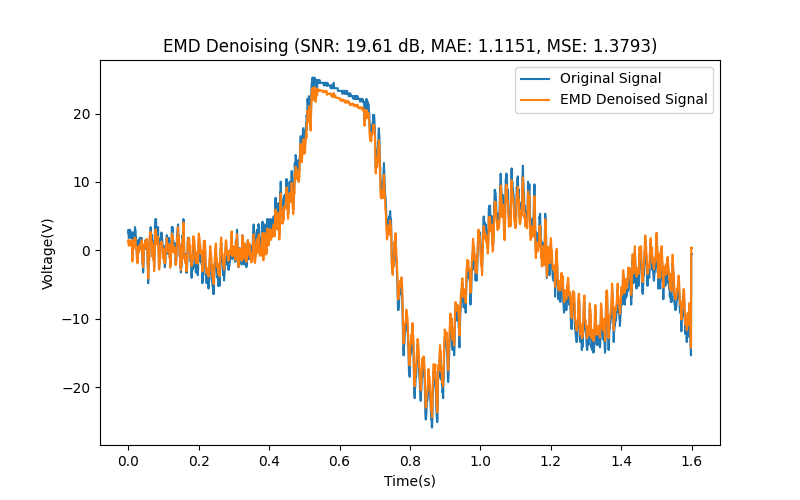 EMD Denoising (SNR: 19.61 dB, MAE: 1.1151, MSE: 1.3793)
Original Signal
EMD Denoised Signal
Voltage(V)
20
10
0
−10
−20
0.0 0.2 0.4 0.6 0.8 1.0 1.2 1.4 1.6
Time(s)